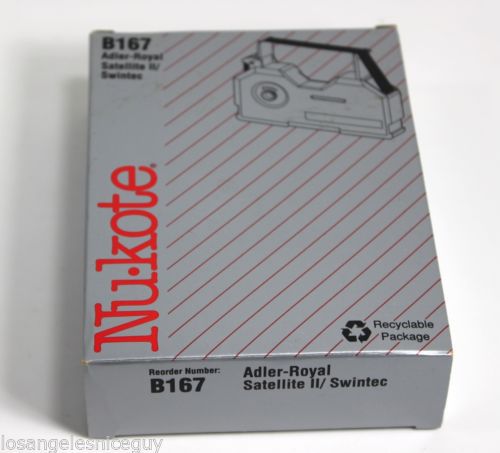 B167
Adler-Royal
Satellite II/
Swintec
Nu·kote®
Recyclable
Package
Reorder Number:
B167
Adler-Royal
Satellite II/ Swintec
losangelesniceguy